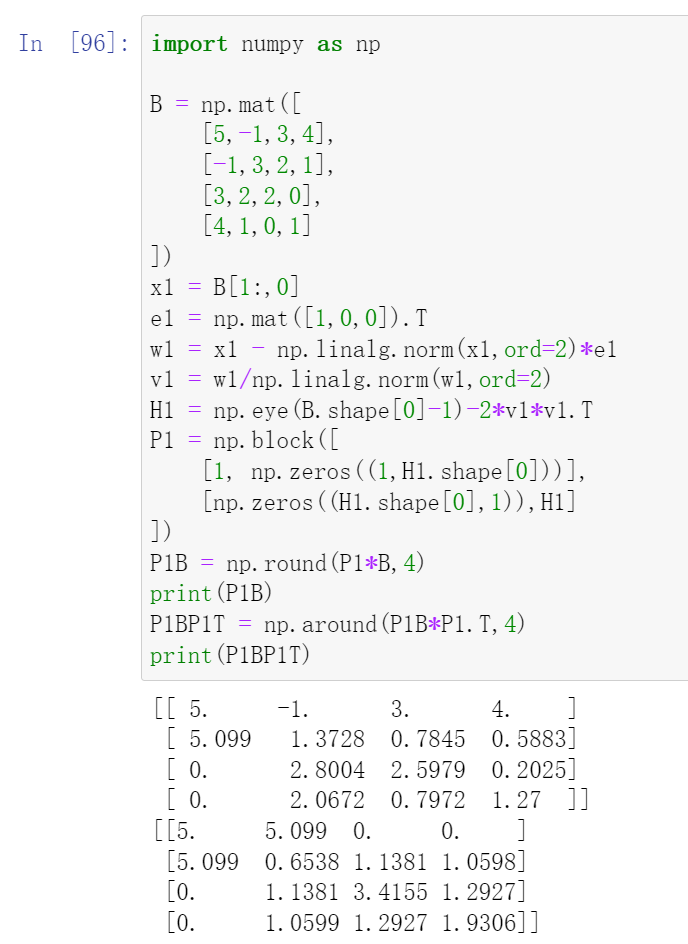 In [96]: import numpy as np
B = np.mat([
    [5,-1,3,4],
    [-1,3,2,1],
    [3,2,2,0],
    [4,1,0,1]
])
x1 = B[1:,0]
e1 = np.mat([1,0,0]).T
w1 = x1 - np.linalg.norm(x1,ord=2)*e1
v1 = w1/np.linalg.norm(w1,ord=2)
H1 = np.eye(B.shape[0]-1)-2*v1*v1.T
P1 = np.block([
    [1, np.zeros((1,H1.shape[0]))],
    [np.zeros((H1.shape[0],1)),H1]
])
P1B = np.round(P1*B,4)
print(P1B)
P1BP1T = np.around(P1B*P1.T,4)
print(P1BP1T)
[[ 5.     -1.      3.      4.    ]
 [ 5.099   1.3728  0.7845  0.5883]
 [ 0.      2.8004  2.5979  0.2025]
 [ 0.      2.0672  0.7972  1.27  ]]
[[5.     5.099  0.     0.    ]
 [5.099  0.6538 1.1381 1.0598]
 [0.     1.1381 3.4155 1.2927]
 [0.     1.0599 1.2927 1.9306]]